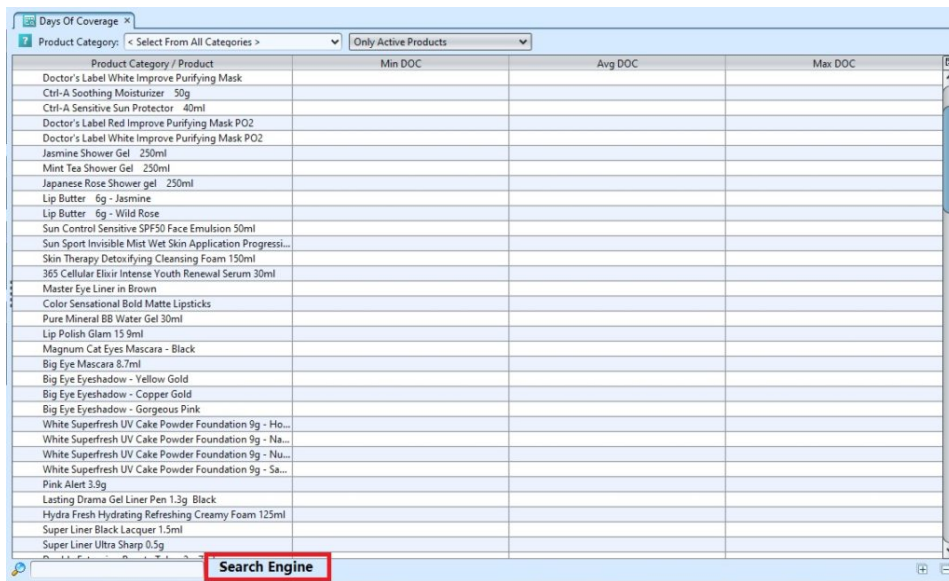 Days Of Coverage ×
? Product Category: < Select From All Categories > Only Active Products
Product Category / Product Min DOC Avg DOC Max DOC
Doctor's Label White Improve Purifying Mask
Ctrl-A Soothing Moisturizer 50g
Ctrl-A Sensitive Sun Protector 40ml
Doctor's Label Red Improve Purifying Mask PO2
Doctor's Label White Improve Purifying Mask PO2
Jasmine Shower Gel 250ml
Mint Tea Shower Gel 250ml
Japanese Rose Shower gel 250ml
Lip Butter 6g - Jasmine
Lip Butter 6g - Wild Rose
Sun Control Sensitive SPF50 Face Emulsion 50ml
Sun Sport Invisible Mist Wet Skin Application Progressi...
Skin Therapy Detoxifying Cleansing Foam 150ml
365 Cellular Elixir Intense Youth Renewal Serum 30ml
Master Eye Liner in Brown
Color Sensational Bold Matte Lipsticks
Pure Mineral BB Water Gel 30ml
Lip Polish Glam 15 9ml
Magnum Cat Eyes Mascara - Black
Big Eye Mascara 8.7ml
Big Eye Eyeshadow - Yellow Gold
Big Eye Eyeshadow - Copper Gold
Big Eye Eyeshadow - Gorgeous Pink
White Superfresh UV Cake Powder Foundation 9g - Ho...
White Superfresh UV Cake Powder Foundation 9g - Na...
White Superfresh UV Cake Powder Foundation 9g - Nu...
White Superfresh UV Cake Powder Foundation 9g - Sa...
Pink Alert 3.9g
Lasting Drama Gel Liner Pen 1.3g Black
Hydra Fresh Hydrating Refreshing Creamy Foam 125ml
Super Liner Black Lacquer 1.5ml
Super Liner Ultra Sharp 0.5g
Search Engine